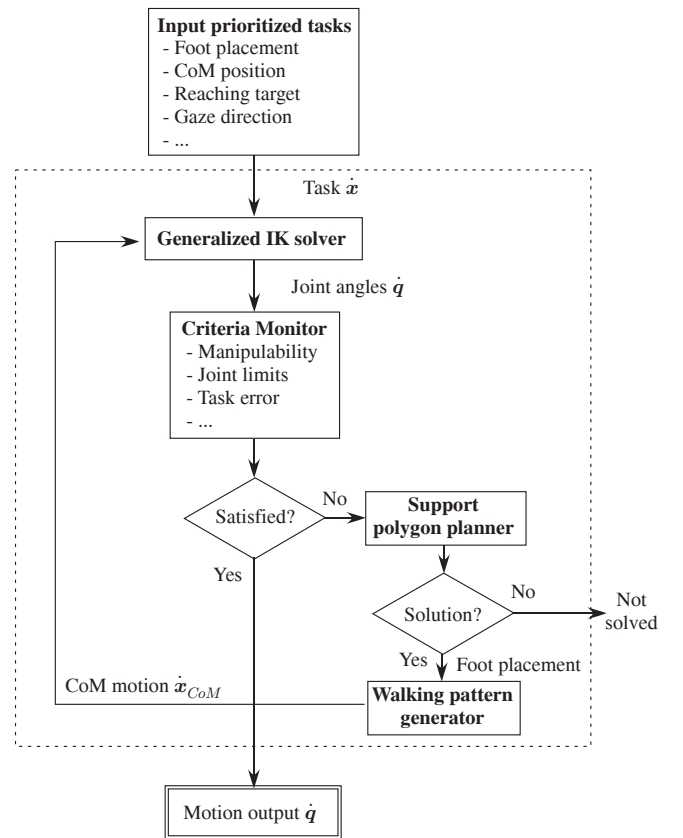 Input prioritized tasks
- Foot placement
- CoM position
- Reaching target
- Gaze direction
- ...
Task ẋ
Generalized IK solver
Joint angles q̇
Criteria Monitor
- Manipulability
- Joint limits
- Task error
- ...
Satisfied?
No
Support
polygon planner
Yes
Solution?
No
Not
solved
Yes
Foot placement
CoM motion ẋ_CoM
Walking pattern
generator
Motion output q̇